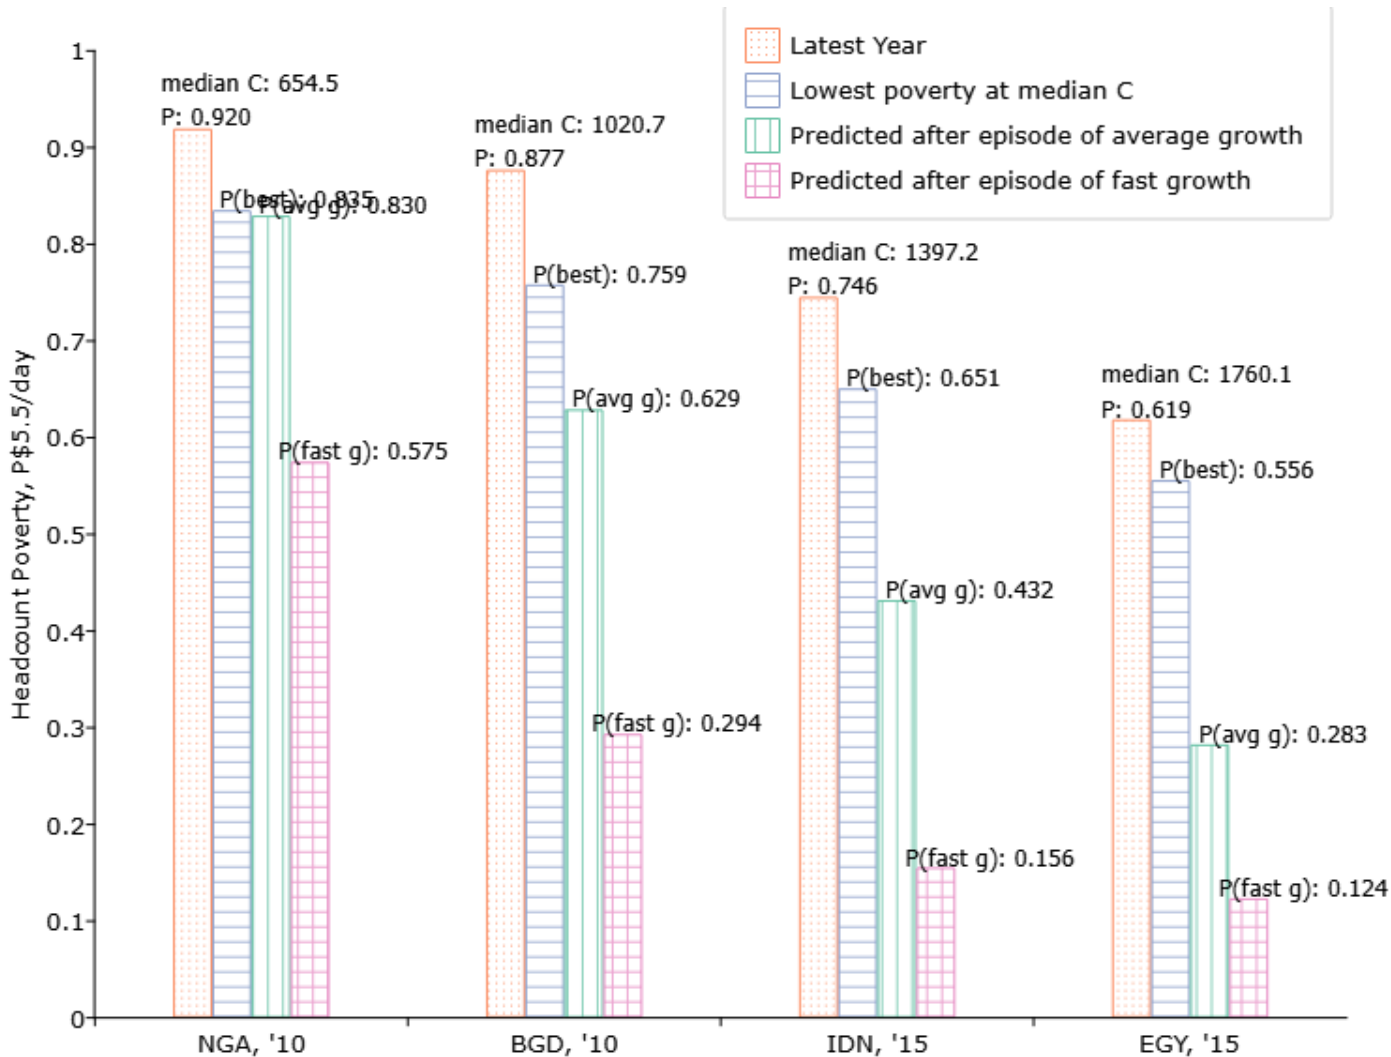 Latest Year
Lowest poverty at median C
Predicted after episode of average growth
Predicted after episode of fast growth
Headcount Poverty, P$5.5/day
1
0.9
0.8
0.7
0.6
0.5
0.4
0.3
0.2
0.1
0
median C: 654.5
P: 0.920
P(best): 0.835
P(avg g): 0.830
P(fast g): 0.575
median C: 1020.7
P: 0.877
P(best): 0.759
P(avg g): 0.629
P(fast g): 0.294
median C: 1397.2
P: 0.746
P(best): 0.651
P(avg g): 0.432
P(fast g): 0.156
median C: 1760.1
P: 0.619
P(best): 0.556
P(avg g): 0.283
P(fast g): 0.124
NGA, '10
BGD, '10
IDN, '15
EGY, '15